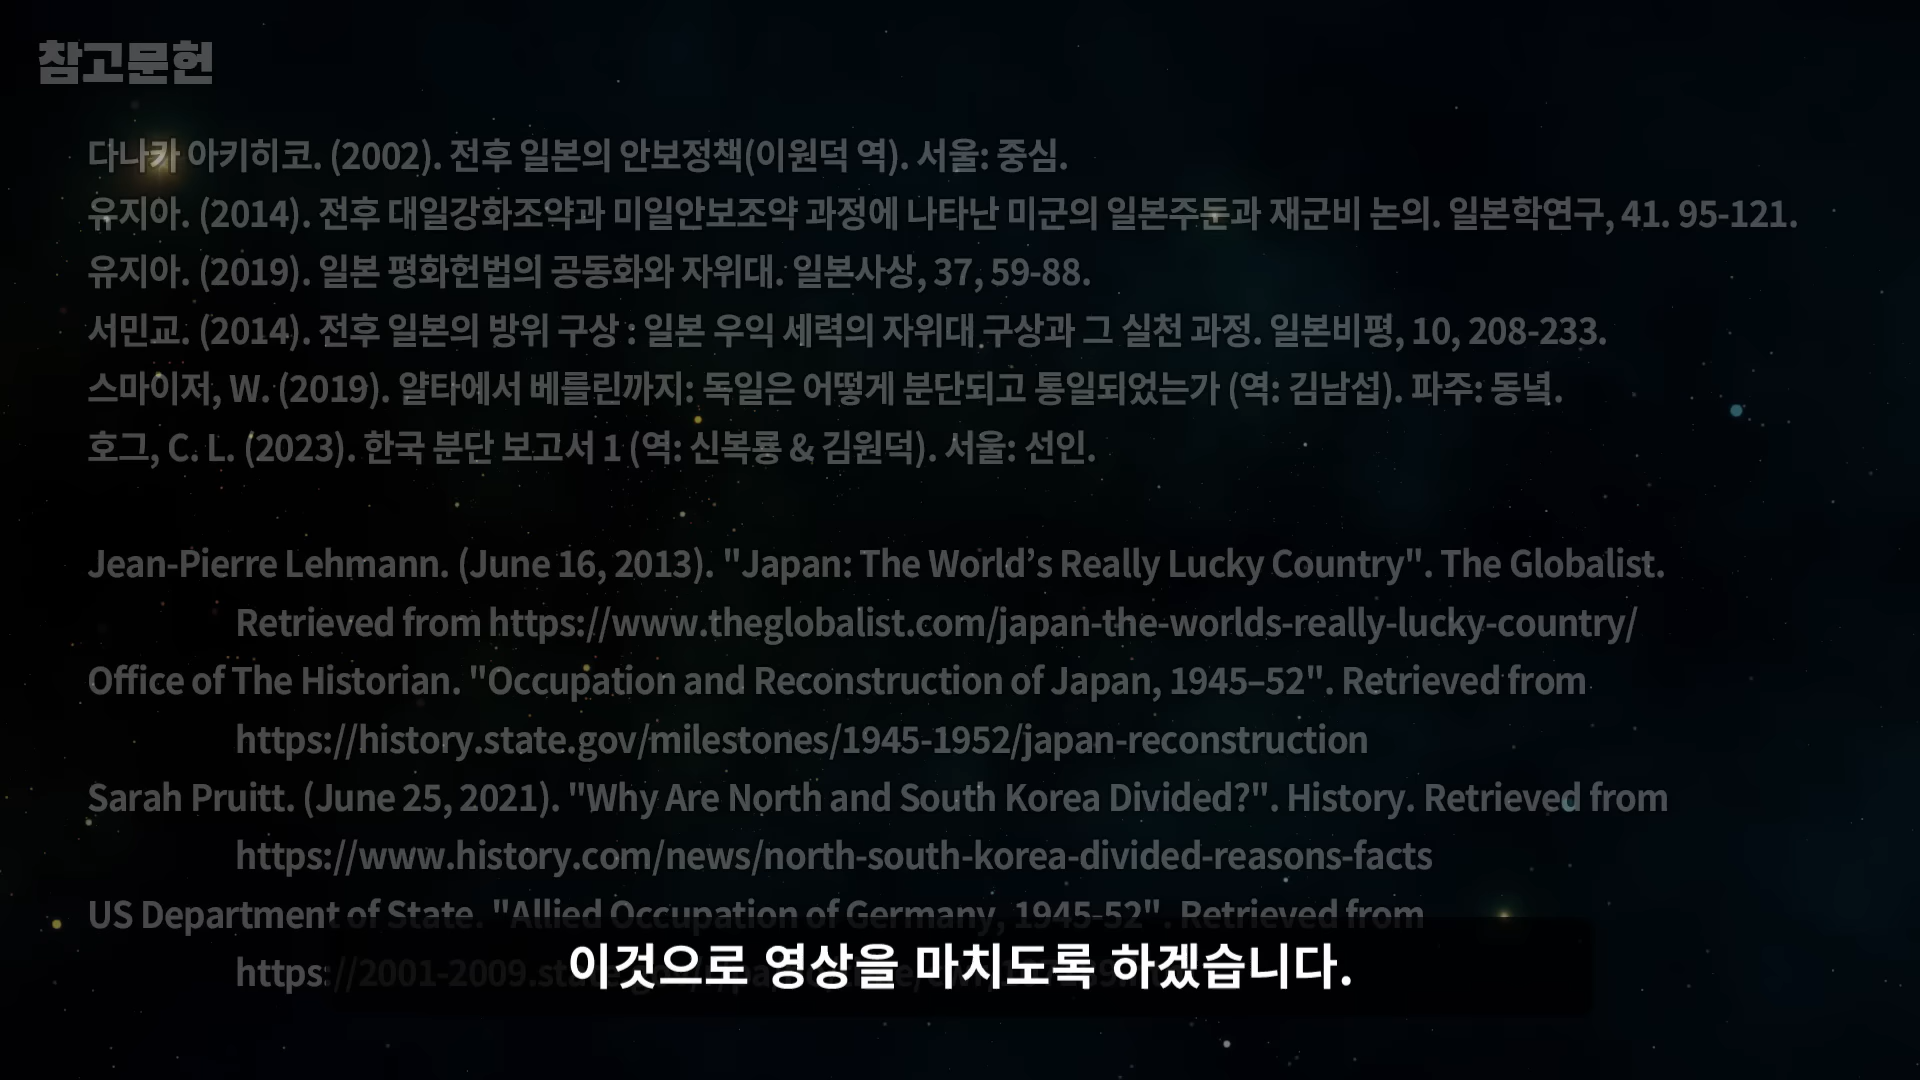 참고문헌
다나카 아키히코. (2002). 전후 일본의 안보정책(이원덕 역). 서울: 중심.
유지아. (2014). 전후 대일강화조약과 미일안보조약 과정에 나타난 미군의 일본주둔과 재군비 논의. 일본학연구, 41. 95-121.
유지아. (2019). 일본 평화헌법의 공동화와 자위대. 일본사상, 37, 59-88.
서민교. (2014). 전후 일본의 방위 구상 : 일본 우익 세력의 자위대 구상과 그 실천 과정. 일본비평, 10, 208-233.
스마이저, W. (2019). 얄타에서 베를린까지: 독일은 어떻게 분단되고 통일되었는가 (역: 김남섭). 파주: 동녘.
호그, C. L. (2023). 한국 분단 보고서 1 (역: 신복룡 & 김원덕). 서울: 선인.
Jean-Pierre Lehmann. (June 16, 2013). "Japan: The World’s Really Lucky Country". The Globalist.
Retrieved from https://www.theglobalist.com/japan-the-worlds-really-lucky-country/
Office of The Historian. "Occupation and Reconstruction of Japan, 1945–52". Retrieved from
https://history.state.gov/milestones/1945-1952/japan-reconstruction
Sarah Pruitt. (June 25, 2021). "Why Are North and South Korea Divided?". History. Retrieved from
https://www.history.com/news/north-south-korea-divided-reasons-facts
US Department of State. "Allied Occupation of Germany, 1945-52". Retrieved from
이것으로 영상을 마치도록 하겠습니다.